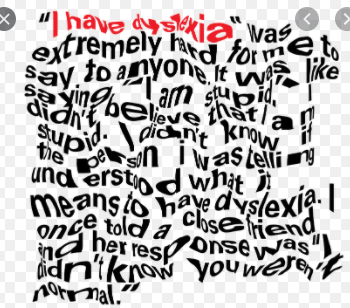 "I have dyslexia" was
extremely hard for me to
say to anyone. It was like
saying "I am stupid. I
didn't believe that I am
stupid. I didn't know if
the person I was telling
understood what it
means to have dyslexia. I
once told a close friend
and her response was "I
didn't know you weren't
normal."